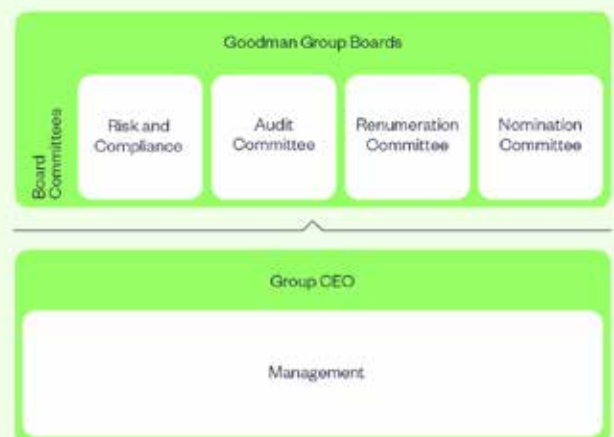 Goodman Group Boards
Board
Committees
Risk and
Compliance
Audit
Committee
Renumeration
Committee
Nomination
Committee
Group CEO
Management